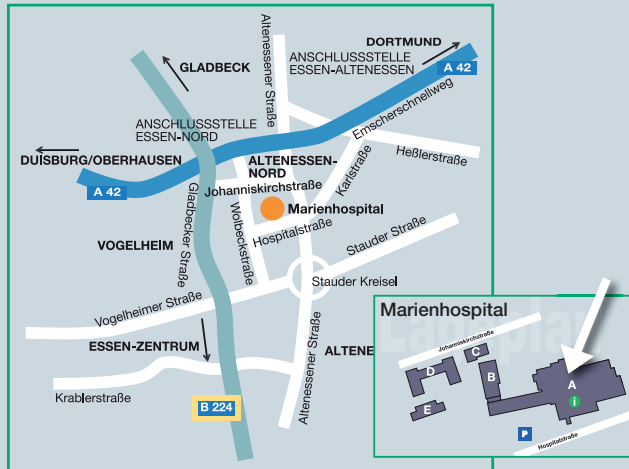 Altenessener Straße
DORTMUND
GLADBECK
ANSCHLUSSSTELLE
ESSEN-ALTENESSEN
A 42
ANSCHLUSSSTELLE
ESSEN-NORD
Emscherschnellweg
DUISBURG/OBERHAUSEN
ALTENESSEN-
NORD
Heßlerstraße
Karlstraße
A 42
Johanniskirchstraße
Gladbecker Straße
Wolbeckstraße
Marienhospital
Hospitalstraße
Stauder Straße
VOGELHEIM
Stauder Kreisel
Vogelheimer Straße
ESSEN-ZENTRUM
ALTENE
Altenessener Straße
Krablerstraße
B 224
Marienhospital
Lageplan
Johanniskirchstraße
C
D
B
A
E
i
P
Hospitalstraße